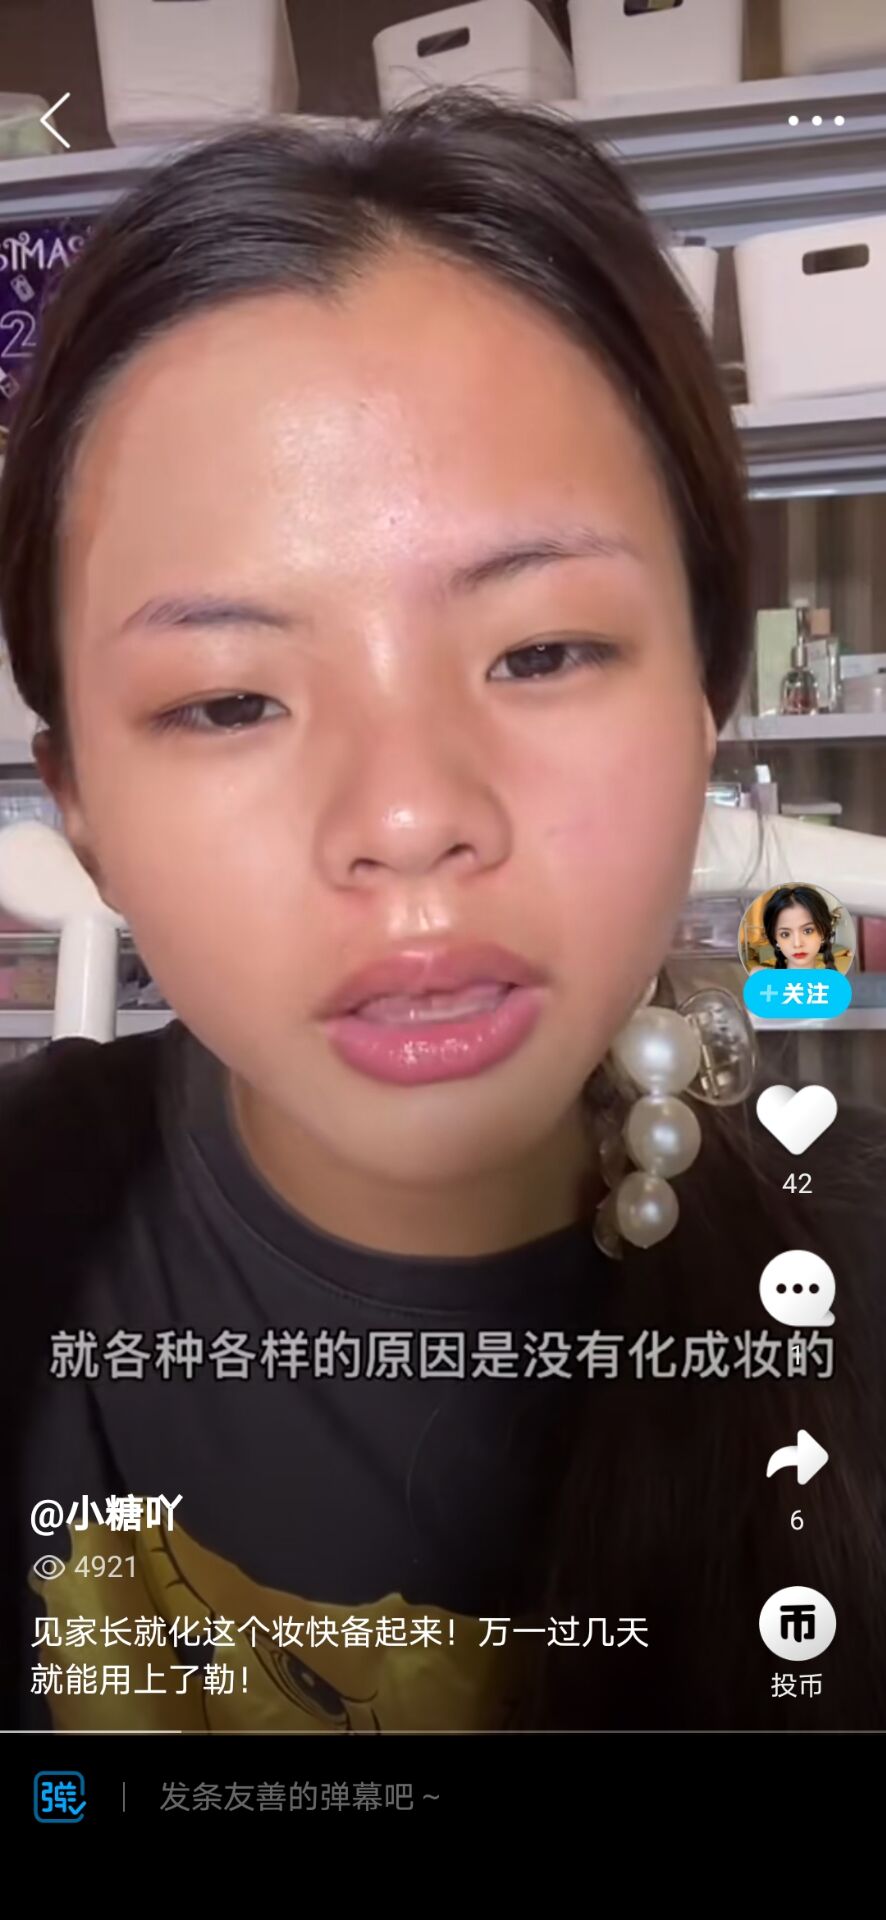 STMAS
2
+关注
42
就各种各样的原因是没有化成妆的
1
6
@小糖吖
4921
见家长就化这个妆快备起来！万一过几天
就能用上了勒！
币
投币
弹
发条友善的弹幕吧~